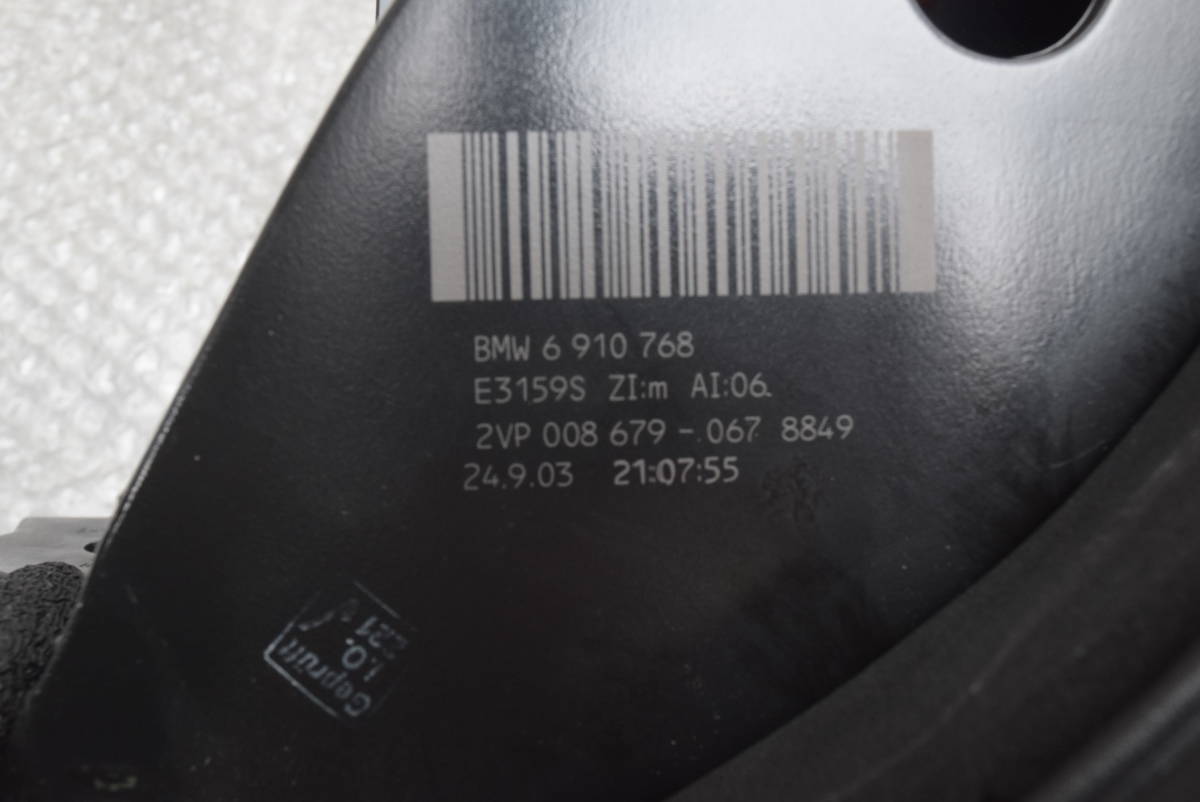 BMW 6 910 768
E3159S ZI:m AI:06
2VP 008 679 - 067 8849
24.9.03 21:07:55
Geprüft
i.O.
221